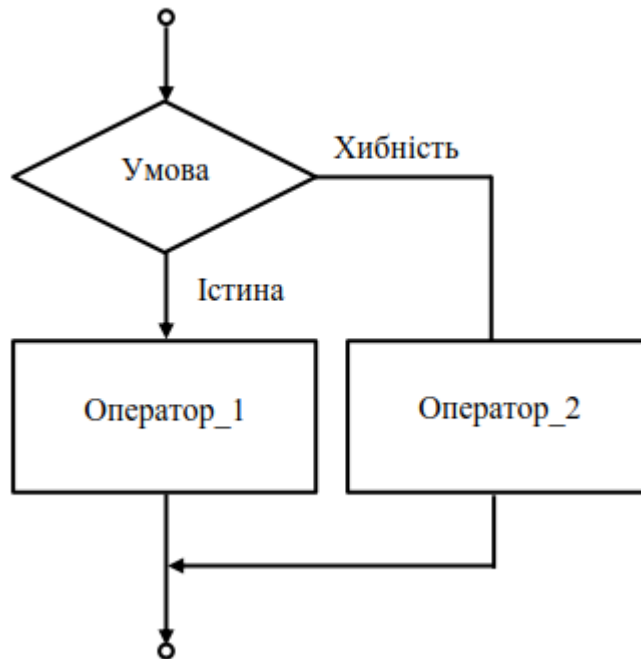 Умова
Хибність
Істина
Оператор_1
Оператор_2